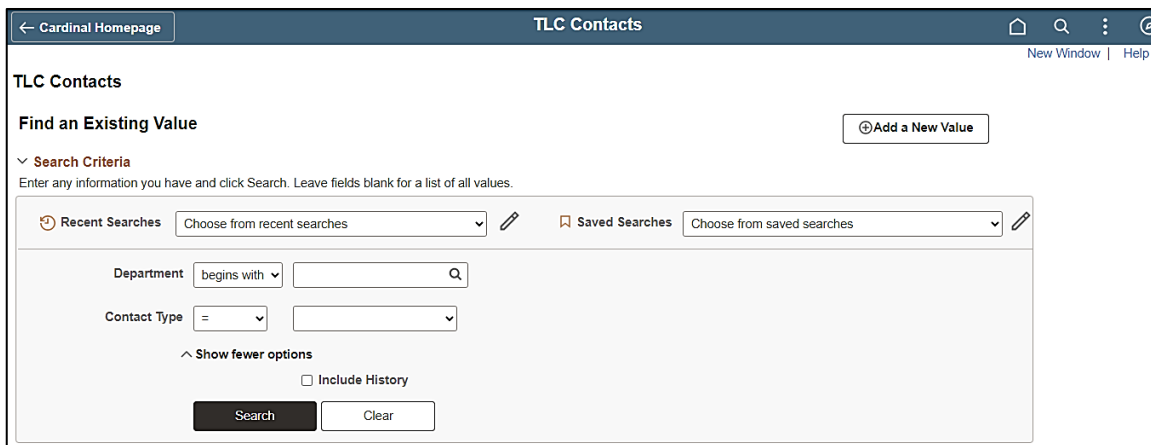 ← Cardinal Homepage TLC Contacts
New Window | Help
TLC Contacts
Find an Existing Value
Add a New Value
Search Criteria
Enter any information you have and click Search. Leave fields blank for a list of all values.
Recent Searches Choose from recent searches Saved Searches Choose from saved searches
Department begins with
Contact Type =
Show fewer options
Include History
Search Clear